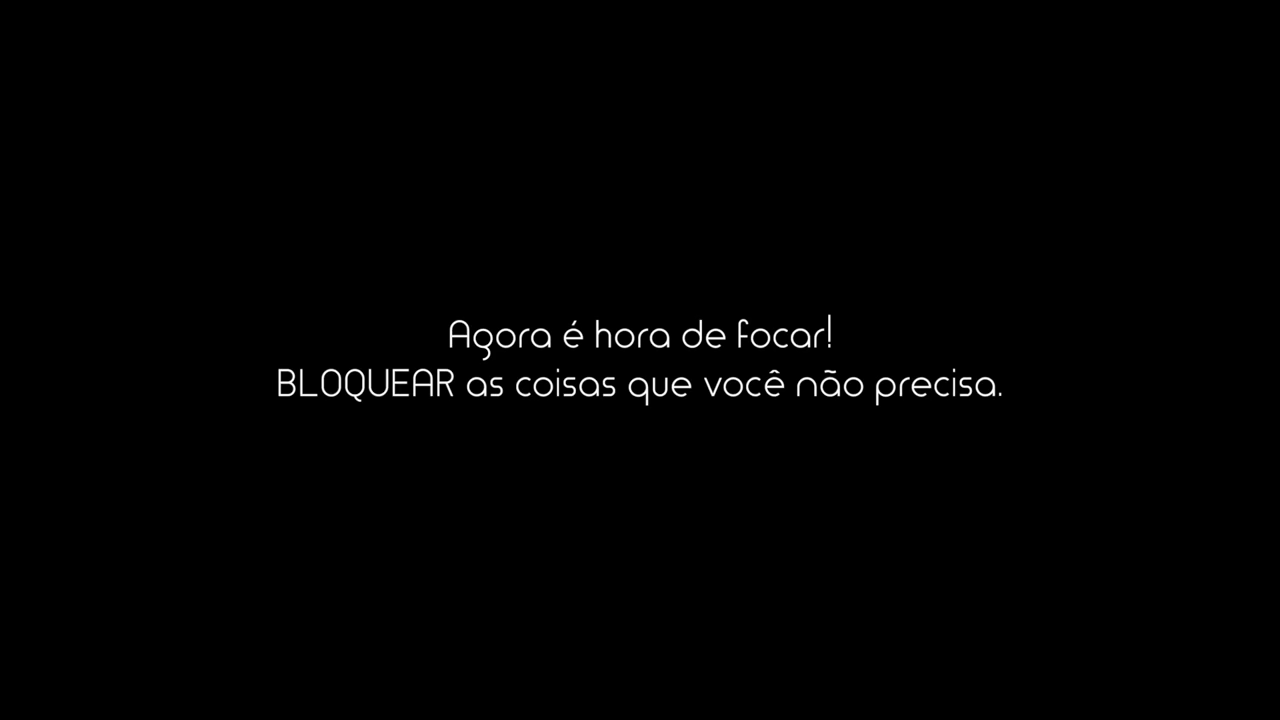 Agora é hora de focar!
BLOQUEAR as coisas que você não precisa.